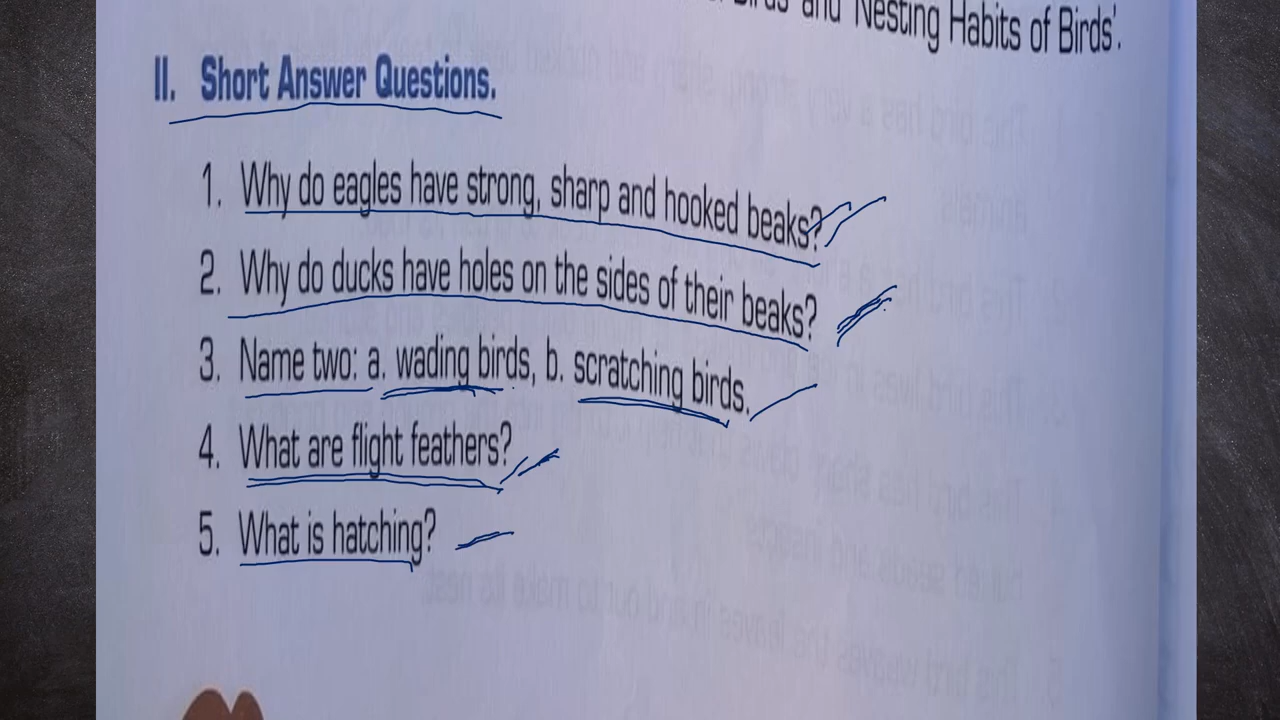 and 'Nesting Habits of Birds'.
II. Short Answer Questions.
1. Why do eagles have strong, sharp and hooked beaks?
2. Why do ducks have holes on the sides of their beaks?
3. Name two: a. wading birds, b. scratching birds.
4. What are flight feathers?
5. What is hatching?